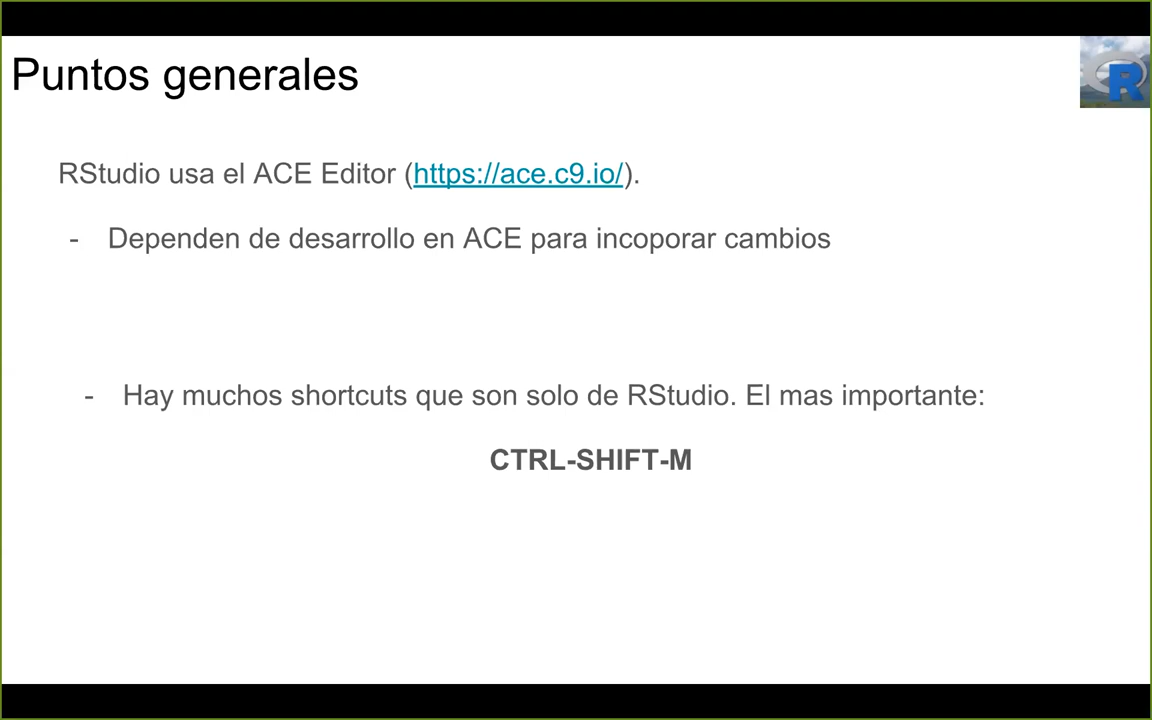 Puntos generales
R
RStudio usa el ACE Editor (https://ace.c9.io/).
- Dependen de desarrollo en ACE para incoporar cambios
- Hay muchos shortcuts que son solo de RStudio. El mas importante:
CTRL-SHIFT-M